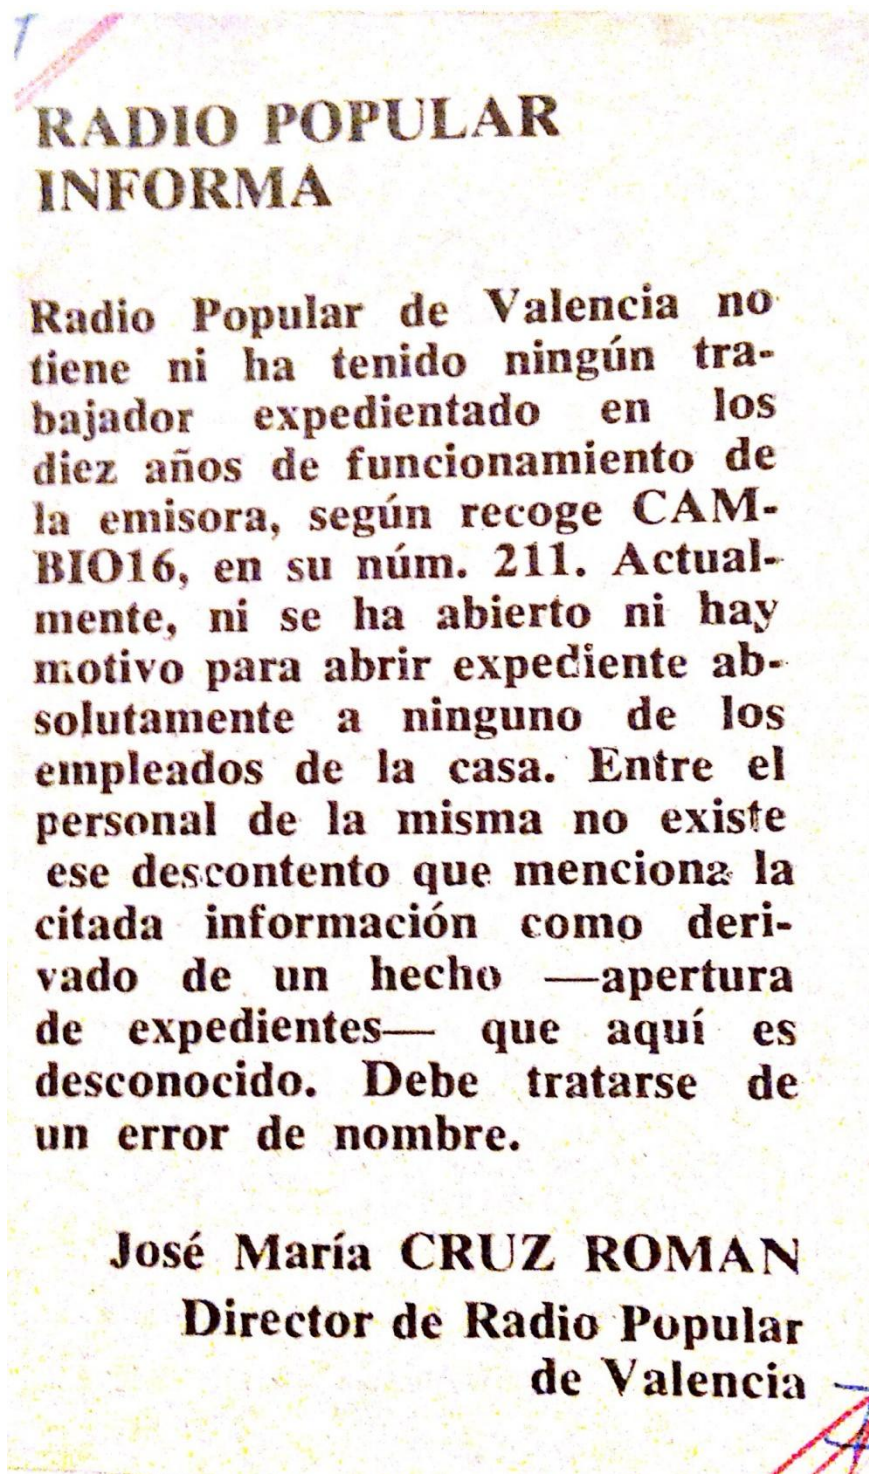 RADIO POPULAR
INFORMA
Radio Popular de Valencia no
tiene ni ha tenido ningún tra-
bajador expedientado en los
diez años de funcionamiento de
la emisora, según recoge CAM-
BIO16, en su núm. 211. Actual-
mente, ni se ha abierto ni hay
motivo para abrir expediente ab-
solutamente a ninguno de los
empleados de la casa. Entre el
personal de la misma no existe
ese descontento que menciona la
citada información como deri-
vado de un hecho —apertura
de expedientes— que aquí es
desconocido. Debe tratarse de
un error de nombre.
José María CRUZ ROMAN
Director de Radio Popular
de Valencia